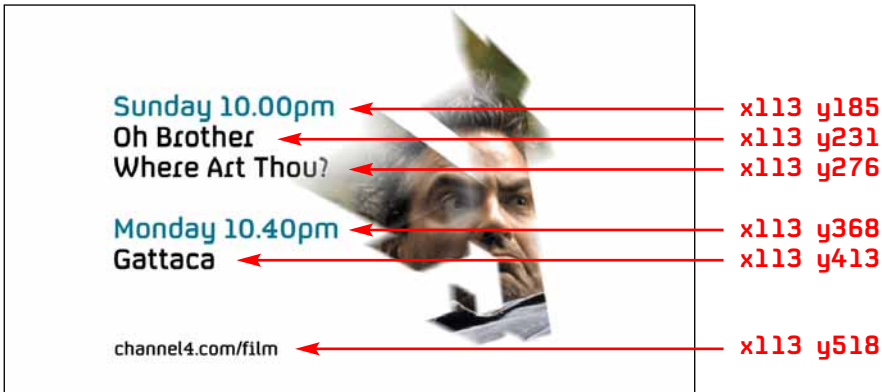 Sunday 10.00pm x113 y185
Oh Brother x113 y231
Where Art Thou? x113 y276
Monday 10.40pm x113 y368
Gattaca x113 y413
channel4.com/film x113 y518